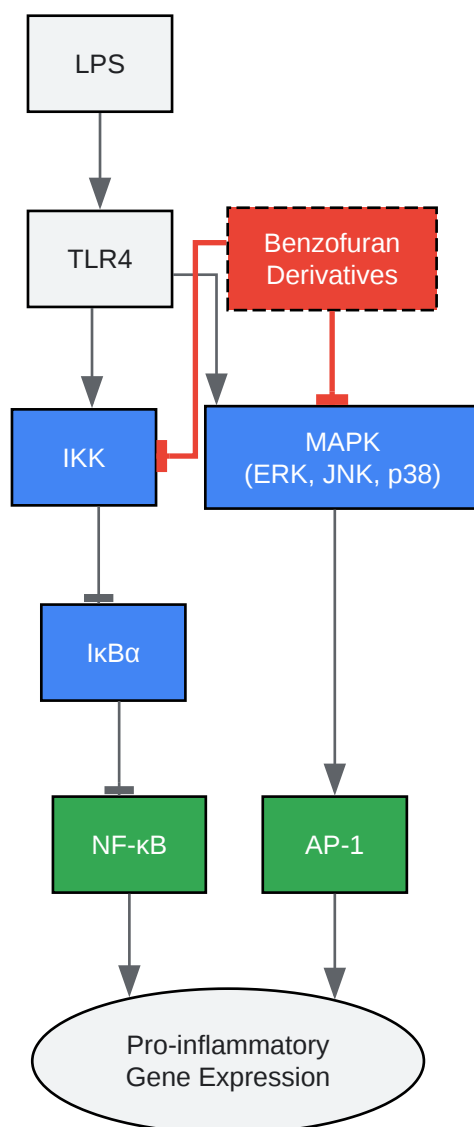 LPS
TLR4
Benzofuran
Derivatives
IKK
MAPK
(ERK, JNK, p38)
IκBα
NF-κB
AP-1
Pro-inflammatory
Gene Expression